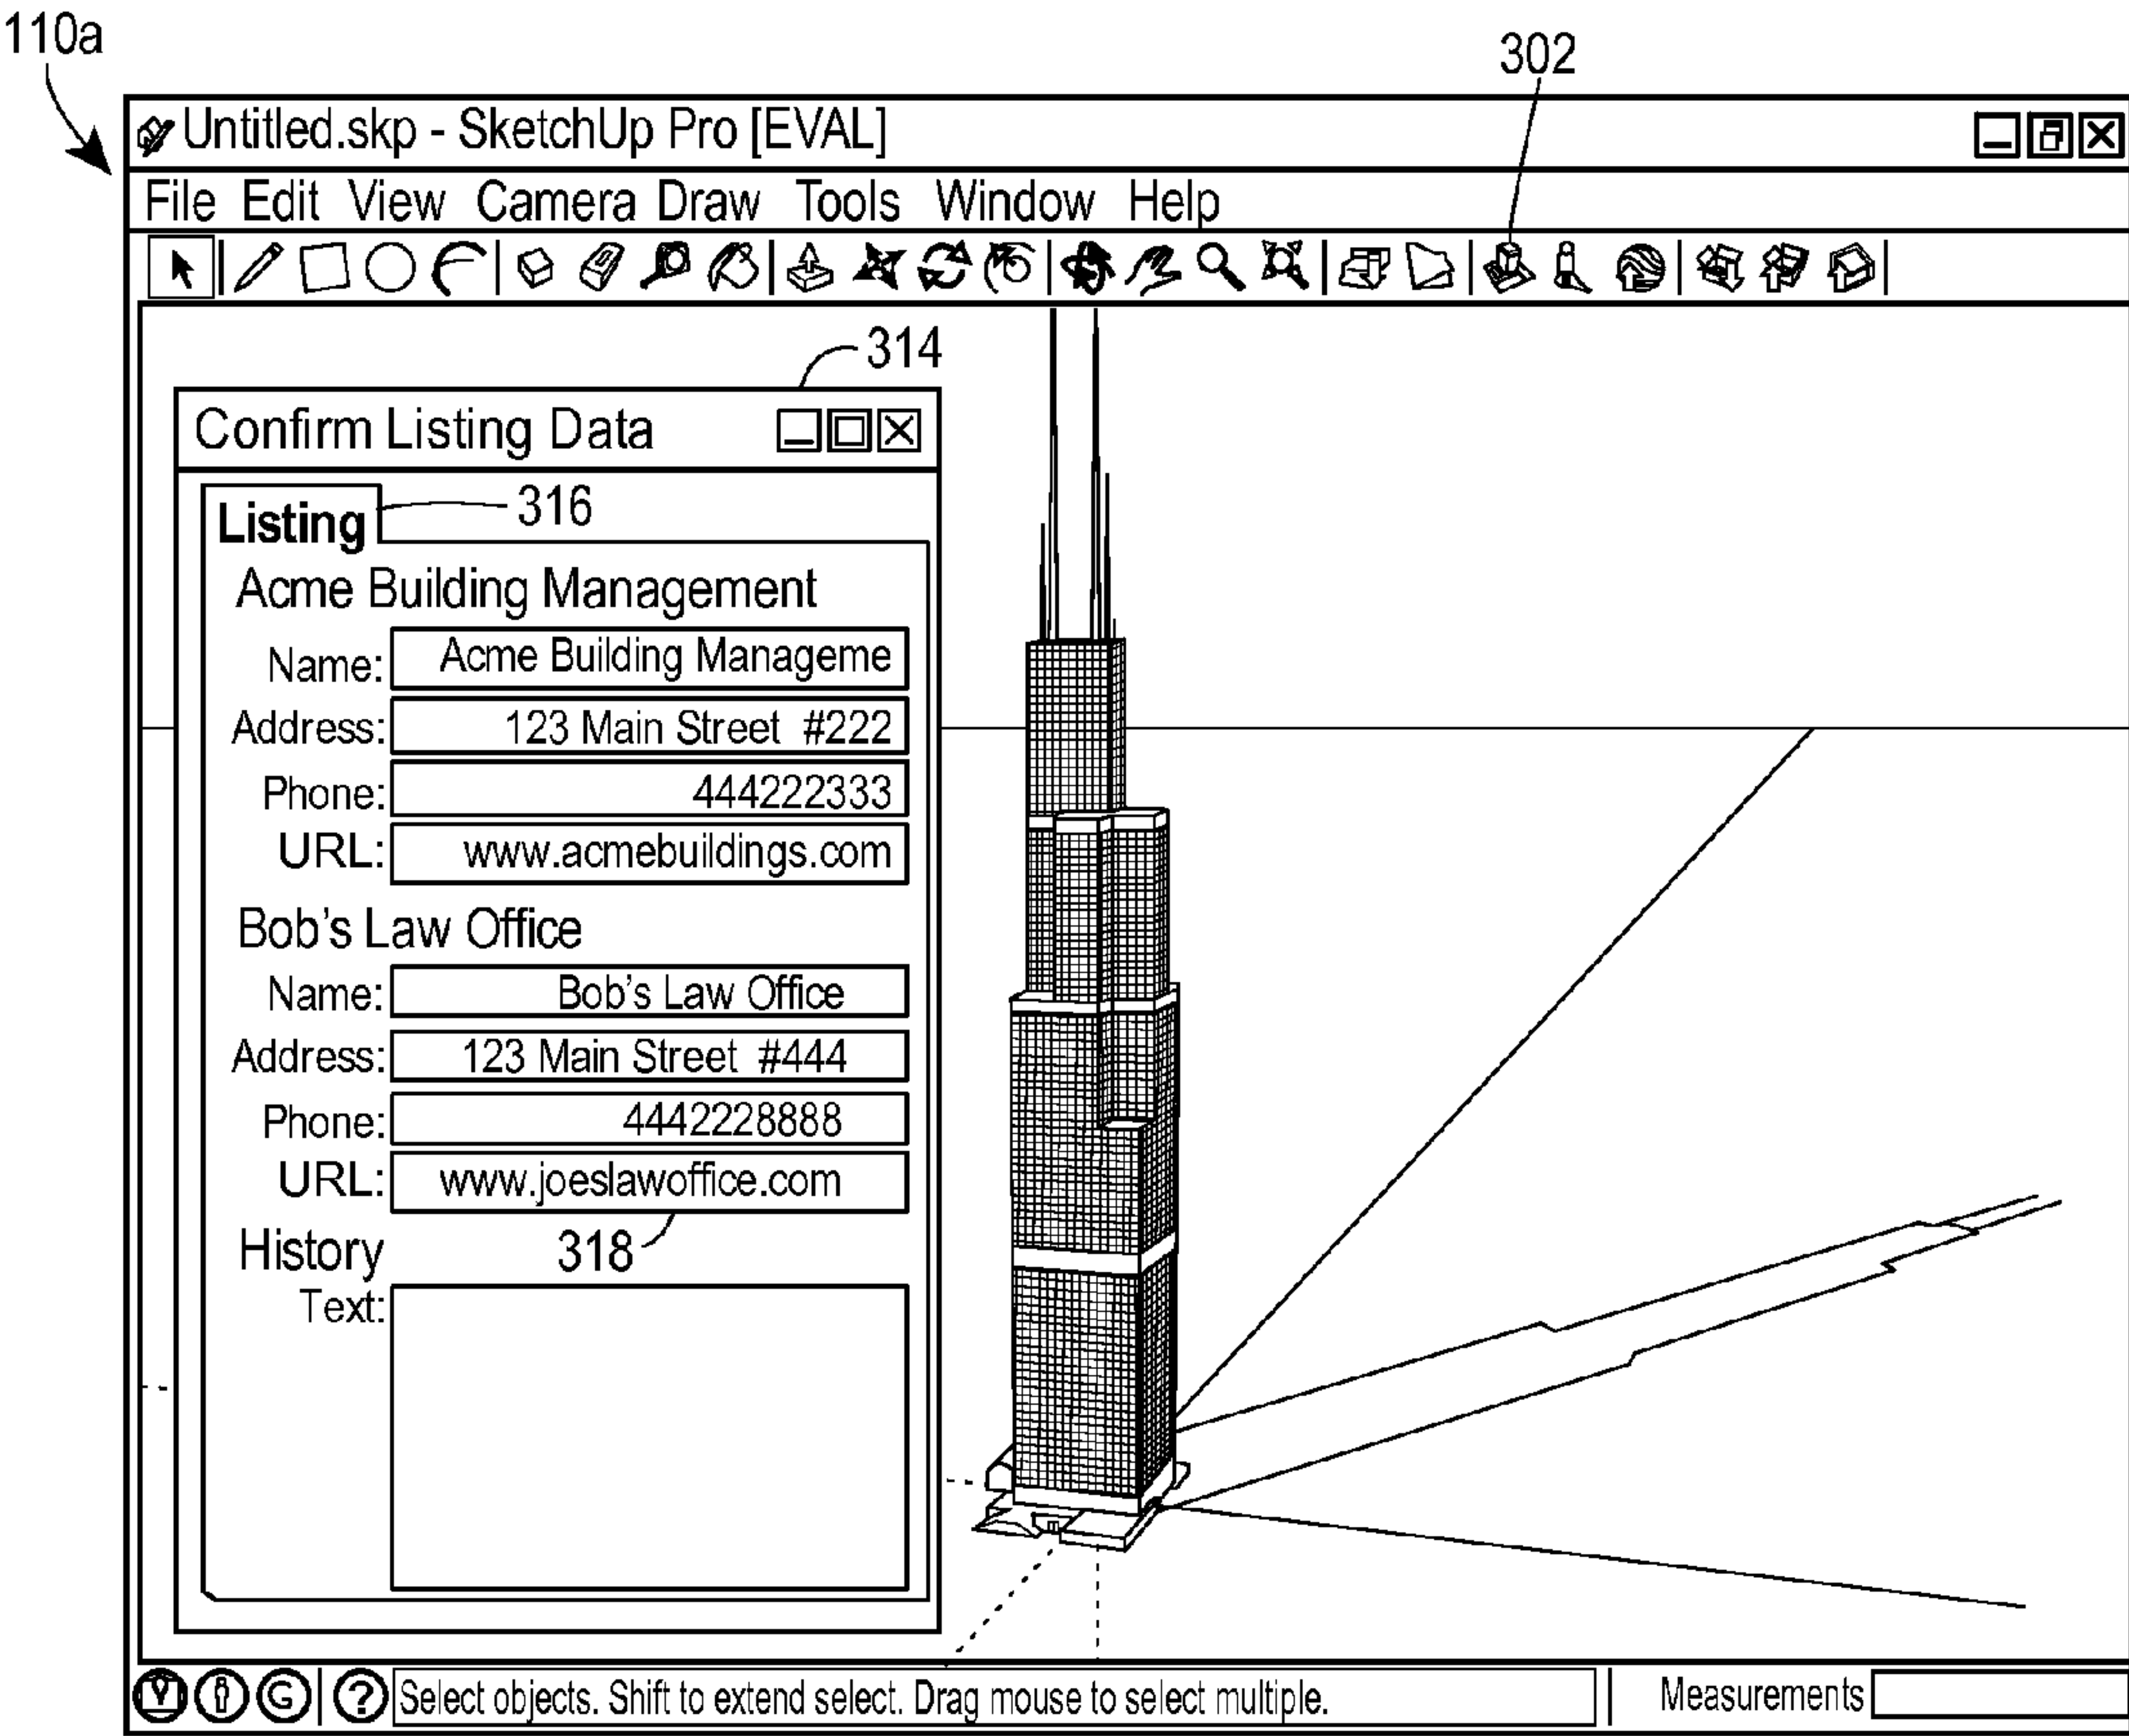 110a
302
Untitled.skp - SketchUp Pro [EVAL]
File Edit View Camera Draw Tools Window Help
314
Confirm Listing Data
Listing
316
Acme Building Management
Name: Acme Building Manageme
Address: 123 Main Street #222
Phone: 444222333
URL: www.acmebuildings.com
Bob's Law Office
Name: Bob's Law Office
Address: 123 Main Street #444
Phone: 4442228888
URL: www.joeslawoffice.com
318
History
Text:
G ? Select objects. Shift to extend select. Drag mouse to select multiple. Measurements